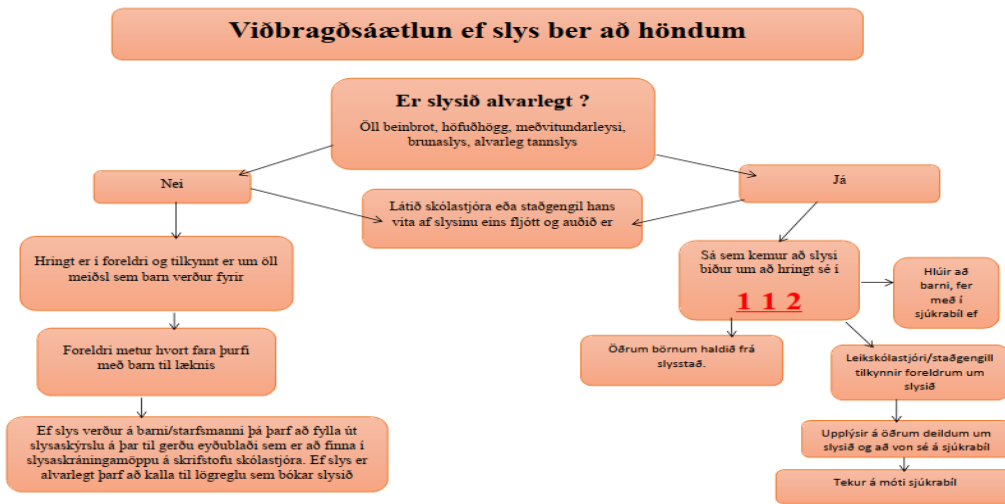 Viðbragðsáætlun ef slys ber að höndum
Er slysið alvarlegt ?
Öll beinbrot, höfuðhögg, meðvitundarleysi,
brunaslys, alvarleg tannslys
Nei
Já
Látið skólastjóra eða staðgengil hans
vita af slysinu eins fljótt og auðið er
Hringt er í foreldri og tilkynnt er um öll
meiðsl sem barn verður fyrir
Sá sem kemur að slysi
biður um að hringt sé í
1 1 2
Hlúir að
barni, fer
með í
sjúkrabíl ef
Foreldri metur hvort fara þurfi
með barn til læknis
Öðrum börnum haldið frá
slysstað.
Leikskólastjóri/staðgengill
tilkynnir foreldrum um
slysið
Ef slys verður á barni/starfsmanni þá þarf að fylla út
slysaskýrslu á þar til gerðu eyðublaði sem er að finna í
slysaskráningamöppu á skrifstofu skólastjóra. Ef slys er
alvarlegt þarf að kalla til lögreglu sem bókar slysið
Upplýsir á öðrum deildum um
slysið og að von sé á sjúkrabíl
Tekur á móti sjúkrabíl